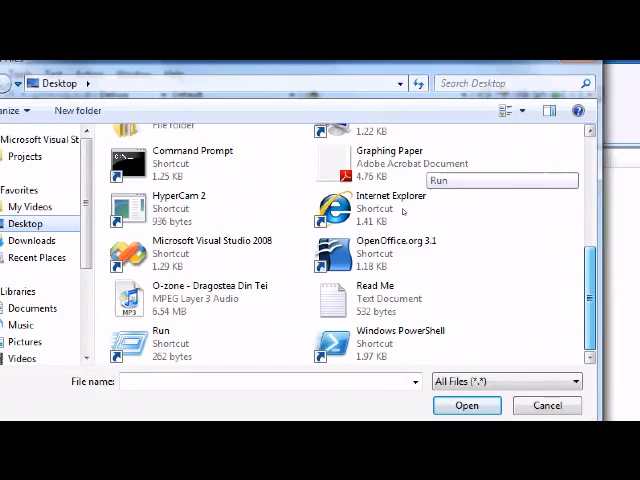 Desktop
Search Desktop
anize
New folder
File folder
1.22 KB
Microsoft Visual St
Projects
Favorites
My Videos
Desktop
Downloads
Recent Places
Libraries
Documents
Music
Pictures
Videos
Command Prompt
Shortcut
1.25 KB
Graphing Paper
Adobe Acrobat Document
4.76 KB
Run
HyperCam 2
Shortcut
936 bytes
Internet Explorer
Shortcut
1.41 KB
Microsoft Visual Studio 2008
Shortcut
1.29 KB
OpenOffice.org 3.1
Shortcut
1.18 KB
O-zone - Dragostea Din Tei
MPEG Layer 3 Audio
6.54 MB
MP3
Read Me
Text Document
532 bytes
Run
Shortcut
262 bytes
Windows PowerShell
Shortcut
1.97 KB
File name:
All Files (*.*)
Open
Cancel